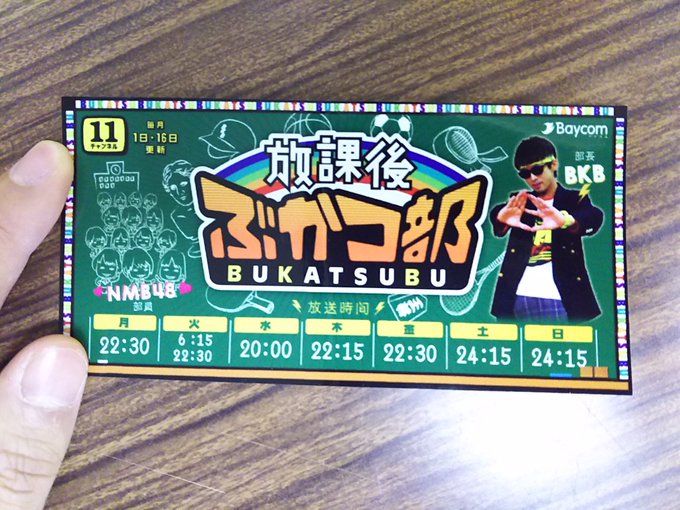 11
チャンネル
毎月
1日・16日
更新
Baycom
放課後
ぶかつ部
BUKATSUBU
部長
BKB
NMB48
部員
放送時間
月 火 水 木 金 土 日
22:30 6:15 20:00 22:15 22:30 24:15 24:15
22:30